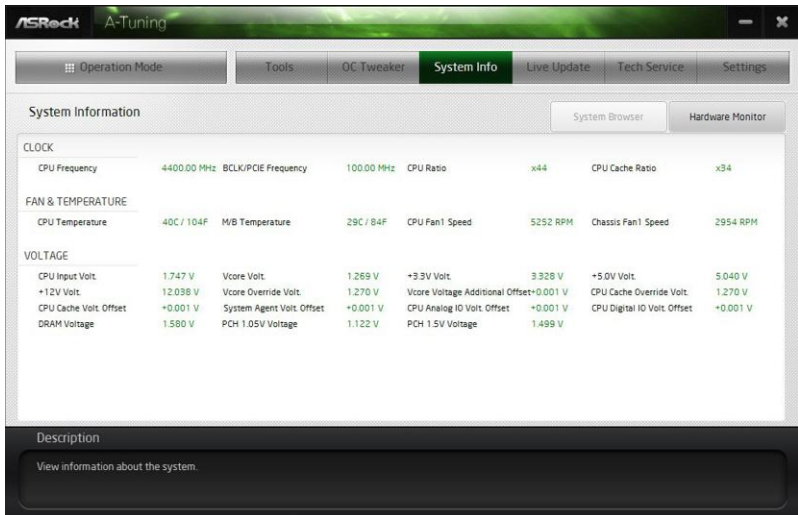 ASRock A-Tuning
Operation Mode Tools OC Tweaker System Info Live Update Tech Service Settings
System Information System Browser Hardware Monitor
CLOCK
CPU Frequency 4400.00 MHz BCLK/PCIE Frequency 100.00 MHz CPU Ratio x44 CPU Cache Ratio x34
FAN & TEMPERATURE
CPU Temperature 40C / 104F M/B Temperature 29C / 84F CPU Fan1 Speed 5252 RPM Chassis Fan1 Speed 2954 RPM
VOLTAGE
CPU Input Volt. 1.747 V Vcore Volt. 1.269 V +3.3V Volt. 3.328 V +5.0V Volt. 5.040 V
+12V Volt. 12.038 V Vcore Override Volt. 1.270 V Vcore Voltage Additional Offset +0.001 V CPU Cache Override Volt. 1.270 V
CPU Cache Volt. Offset +0.001 V System Agent Volt. Offset +0.001 V CPU Analog IO Volt. Offset +0.001 V CPU Digital IO Volt. Offset +0.001 V
DRAM Voltage 1.580 V PCH 1.05V Voltage 1.122 V PCH 1.5V Voltage 1.499 V
Description
View information about the system.